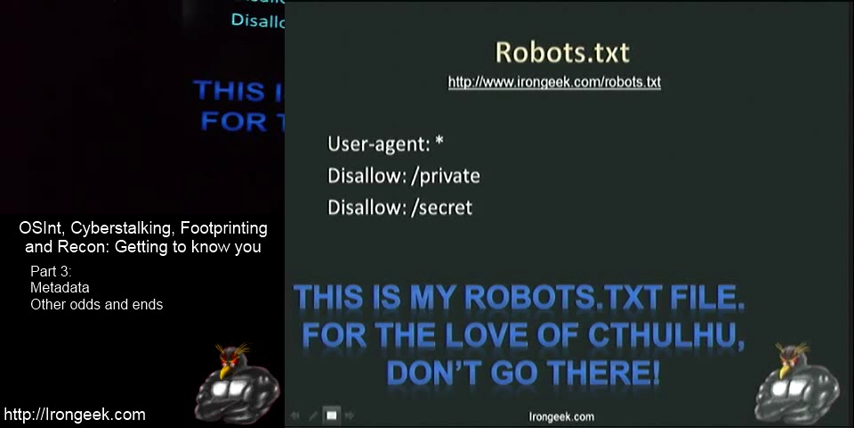 Disallo
THIS I
FOR T
OSInt, Cyberstalking, Footprinting
and Recon: Getting to know you
Part 3:
Metadata
Other odds and ends
http://Irongeek.com
Robots.txt
http://www.irongeek.com/robots.txt
User-agent: *
Disallow: /private
Disallow: /secret
THIS IS MY ROBOTS.TXT FILE.
FOR THE LOVE OF CTHULHU,
DON'T GO THERE!
Irongeek.com